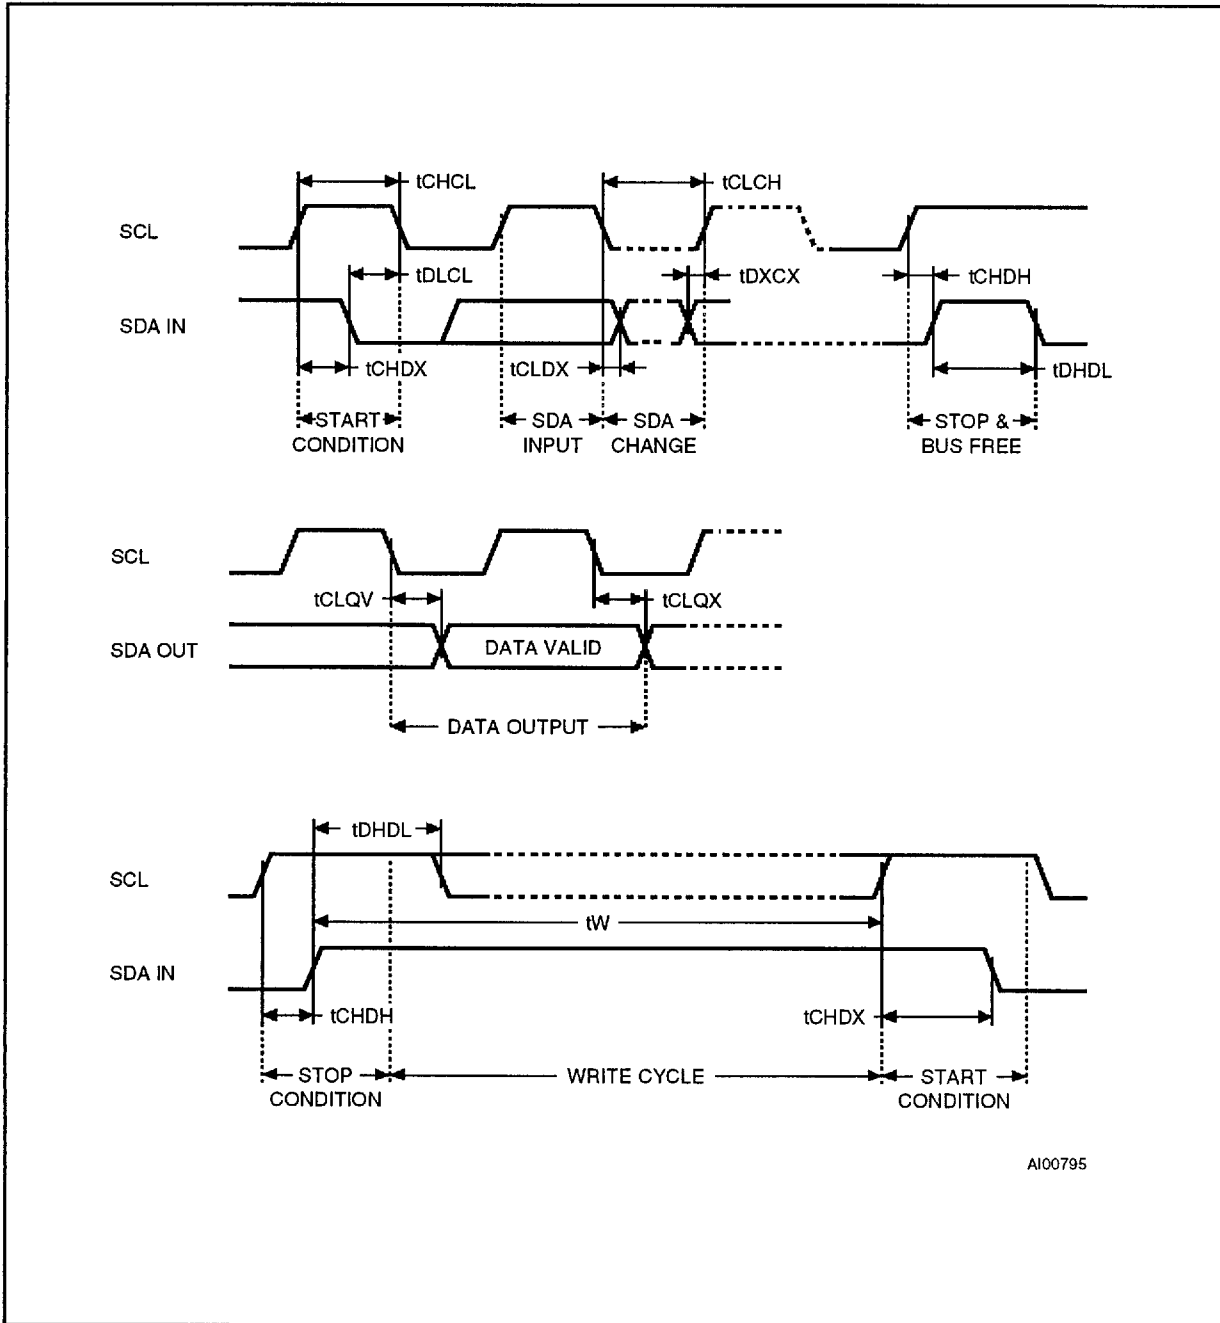 tCHCL
tCLCH
SCL
tDLCL
tDXCX
tCHDH
SDA IN
tCHDX
tCLDX
tDHDL
START
CONDITION
SDA
INPUT
SDA
CHANGE
STOP &
BUS FREE
SCL
tCLQV
tCLQX
SDA OUT
DATA VALID
DATA OUTPUT
tDHDL
SCL
tW
SDA IN
tCHDH
tCHDX
STOP
CONDITION
WRITE CYCLE
START
CONDITION
AI00795